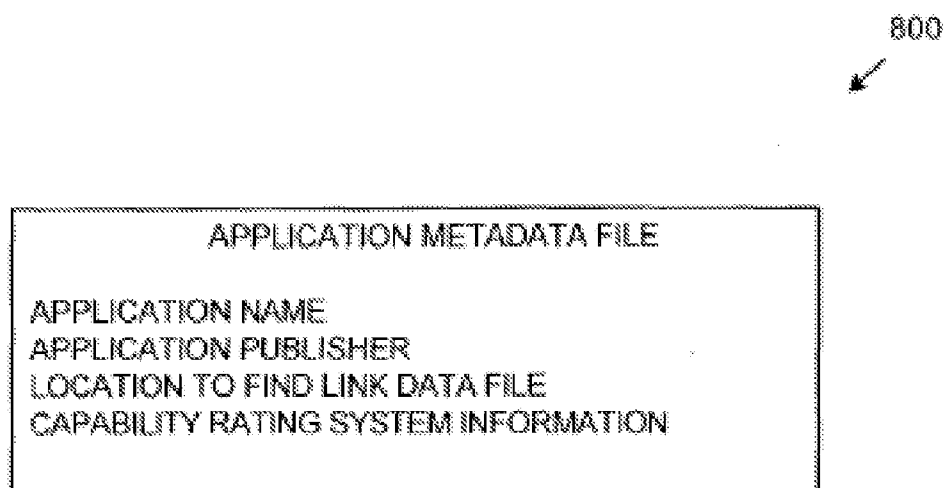 800
APPLICATION METADATA FILE
APPLICATION NAME
APPLICATION PUBLISHER
LOCATION TO FIND LINK DATA FILE
CAPABILITY RATING SYSTEM INFORMATION